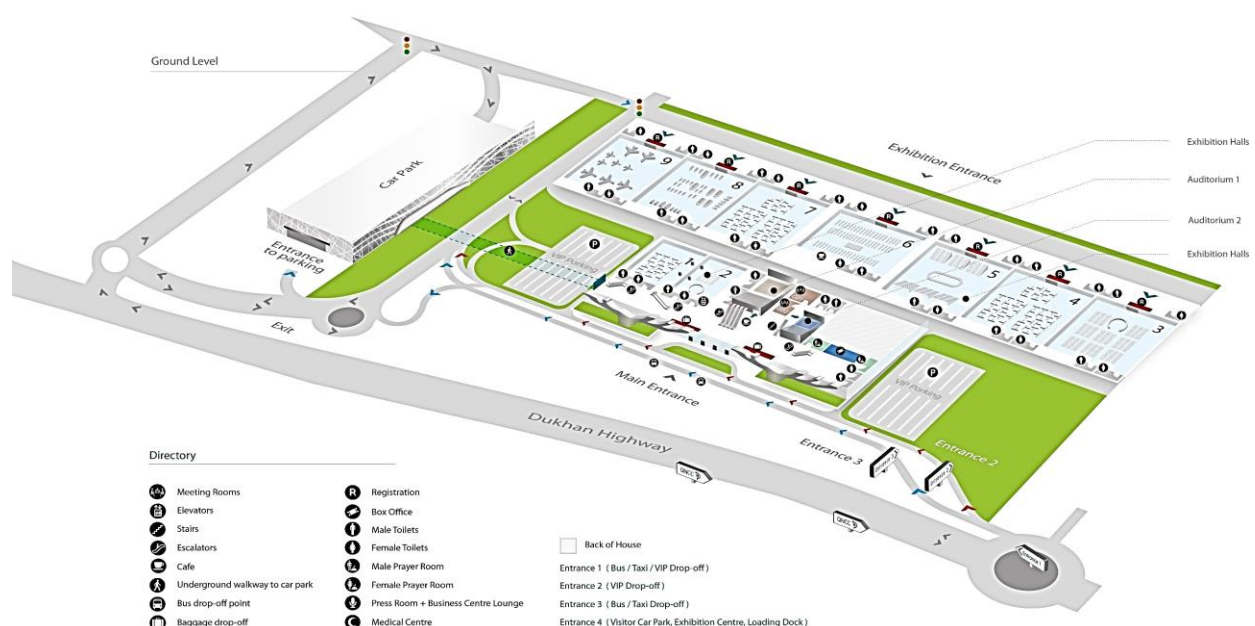 Ground Level
Car Park
Entrance
to parking
Exit
Exhibition Entrance
Exhibition Halls
Auditorium 1
Auditorium 2
Exhibition Halls
9
8
7
6
5
4
3
2
1
R
R
R
R
R
R
R
P
VIP Parking
P
VIP Parking
Main Entrance
Dukhan Highway
Entrance 3
Entrance 2
QNCC
QNCC
Directory
Meeting Rooms
Elevators
Stairs
Escalators
Cafe
Underground walkway to car park
Bus drop-off point
Baggage drop-off
R Registration
Box Office
Male Toilets
Female Toilets
Male Prayer Room
Female Prayer Room
Press Room + Business Centre Lounge
Medical Centre
Back of House
Entrance 1 ( Bus / Taxi / VIP Drop-off )
Entrance 2 ( VIP Drop-off )
Entrance 3 ( Bus / Taxi Drop-off )
Entrance 4 ( Visitor Car Park, Exhibition Centre, Loading Dock )